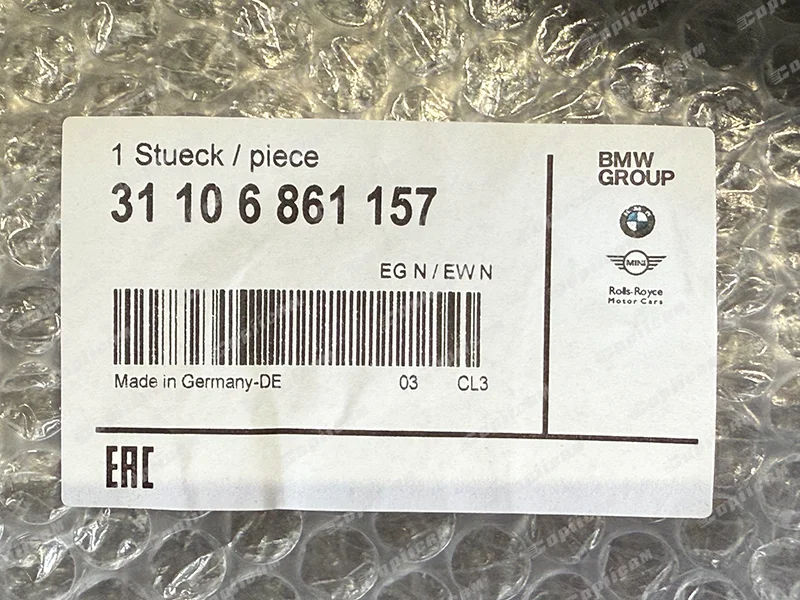 1 Stueck / piece
31 10 6 861 157
EG N / EW N
Made in Germany-DE 03 CL3
EAC
BMW
GROUP
BMW
MINI
Rolls-Royce
Motor Cars